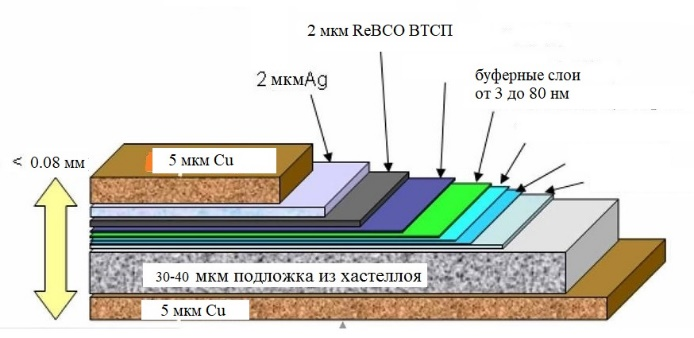 2 мкм ReBCO ВТСП
2 мкмAg
буферные слои
от 3 до 80 нм
< 0.08 мм
5 мкм Cu
30-40 мкм подложка из хастеллоя
5 мкм Cu